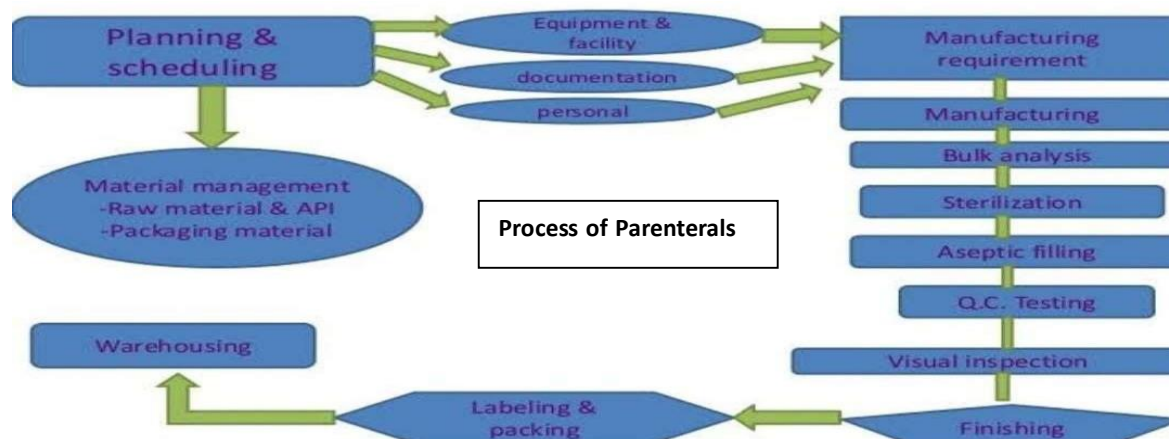 Planning &
scheduling
Equipment &
facility
documentation
personal
Manufacturing
requirement
Manufacturing
Bulk analysis
Sterilization
Aseptic filling
Q.C. Testing
Visual inspection
Finishing
Labeling &
packing
Warehousing
Material management
-Raw material & API
-Packaging material
Process of Parenterals